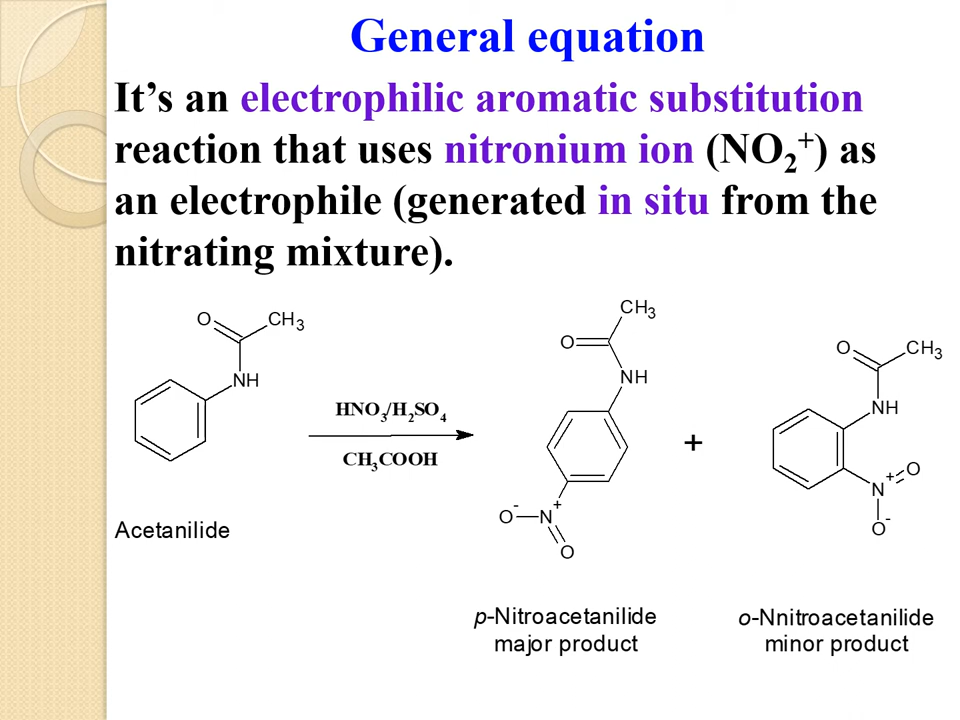 General equation
It’s an electrophilic aromatic substitution
reaction that uses nitronium ion (NO₂⁺) as
an electrophile (generated in situ from the
nitrating mixture).
O CH₃
NH
HNO₃/H₂SO₄
CH₃COOH
Acetanilide
CH₃
O
NH
O⁻ N⁺
O
p-Nitroacetanilide
major product
+
O CH₃
NH
N⁺ O
O⁻
o-Nnitroacetanilide
minor product